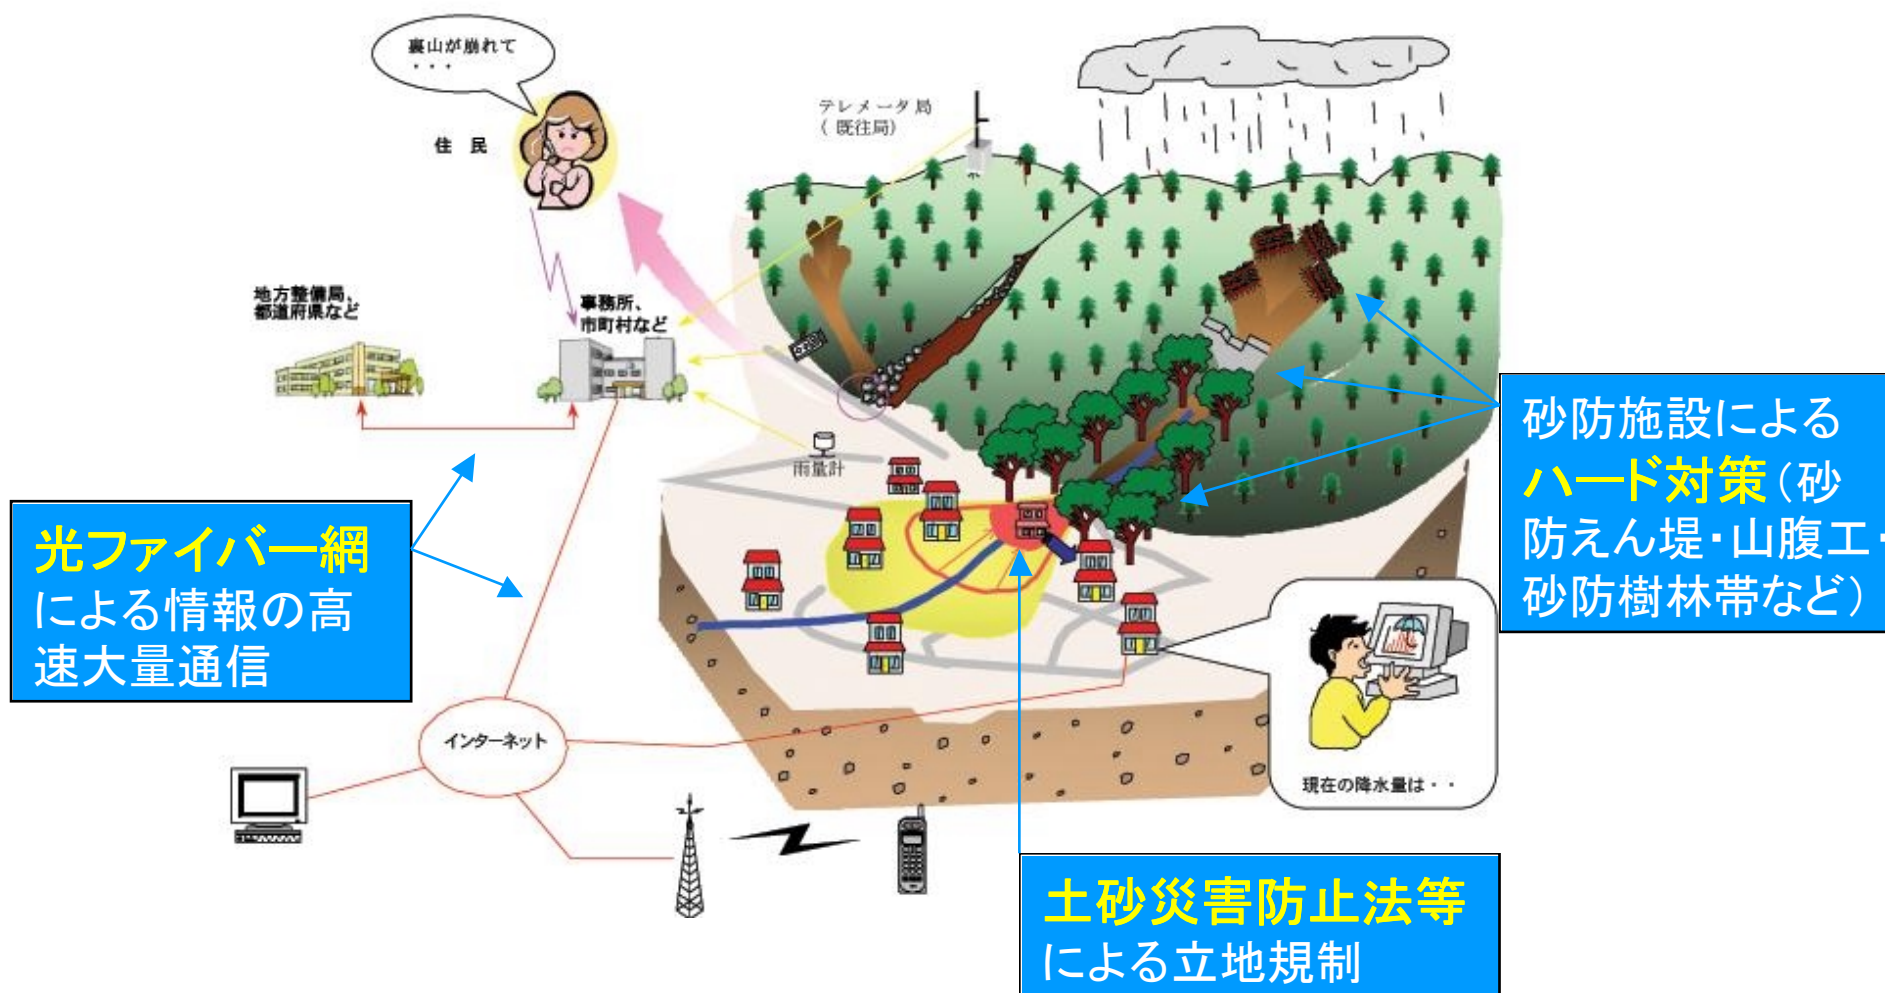 裏山が崩れて
・・・
住 民
テレメータ局
( 既往局)
地方整備局、
都道府県など
事務所、
市町村など
雨量計
砂防施設による
ハード対策(砂
防えん堤・山腹工・
砂防樹林帯など)
光ファイバー網
による情報の高
速大量通信
インターネット
現在の降水量は・・
土砂災害防止法等
による立地規制